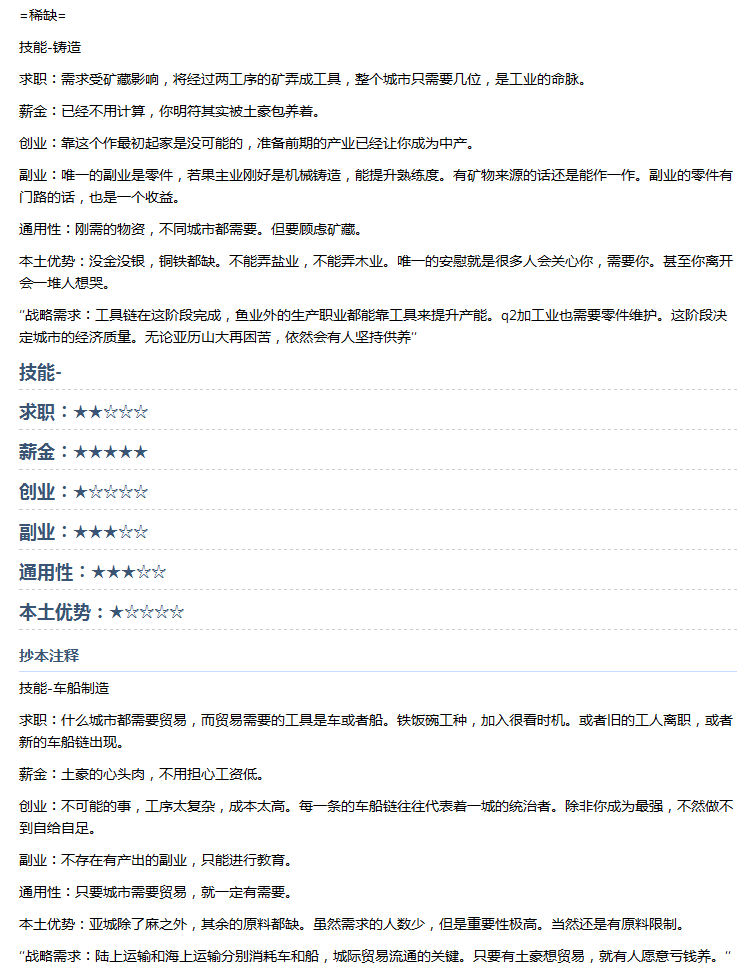 =稀缺=
技能-铸造
求职：需求受矿藏影响，将经过两工序的矿弄成工具，整个城市只需要几位，是工业的命脉。
薪金：已经不用计算，你明符其实被土豪包养着。
创业：靠这个作最初起家是没可能的，准备前期的产业已经让你成为中产。
副业：唯一的副业是零件，若果主业刚好是机械铸造，能提升熟练度。有矿物来源的话还是能作一作。副业的零件有
门路的话，也是一个收益。
通用性：刚需的物资，不同城市都需要。但要顾虑矿藏。
本土优势：没金没银，铜铁都缺。不能弄盐业，不能弄木业。唯一的安慰就是很多人会关心你，需要你。甚至你离开
会一堆人想哭。
“战略需求：工具链在这阶段完成，鱼业外的生产职业都能靠工具来提升产能。q2加工业也需要零件维护。这阶段决
定城市的经济质量。无论亚历山大再困苦，依然会有人坚持供养“
技能-
求职：★★☆☆☆
薪金：★★★★★
创业：★☆☆☆☆
副业：★★★☆☆
通用性：★★★☆☆
本土优势：★☆☆☆☆
抄本注释
技能-车船制造
求职：什么城市都需要贸易，而贸易需要的工具是车或者船。铁饭碗工种，加入很看时机。或者旧的工人离职，或者
新的车船链出现。
薪金：土豪的心头肉，不用担心工资低。
创业：不可能的事，工序太复杂，成本太高。每一条的车船链往往代表着一城的统治者。除非你成为最强，不然做不
到自给自足。
副业：不存在有产出的副业，只能进行教育。
通用性：只要城市需要贸易，就一定有需要。
本土优势：亚城除了麻之外，其余的原料都缺。虽然需求的人数少，但是重要性极高。当然还是有原料限制。
“战略需求：陆上运输和海上运输分别消耗车和船，城际贸易流通的关键。只要有土豪想贸易，就有人愿意亏钱养。“